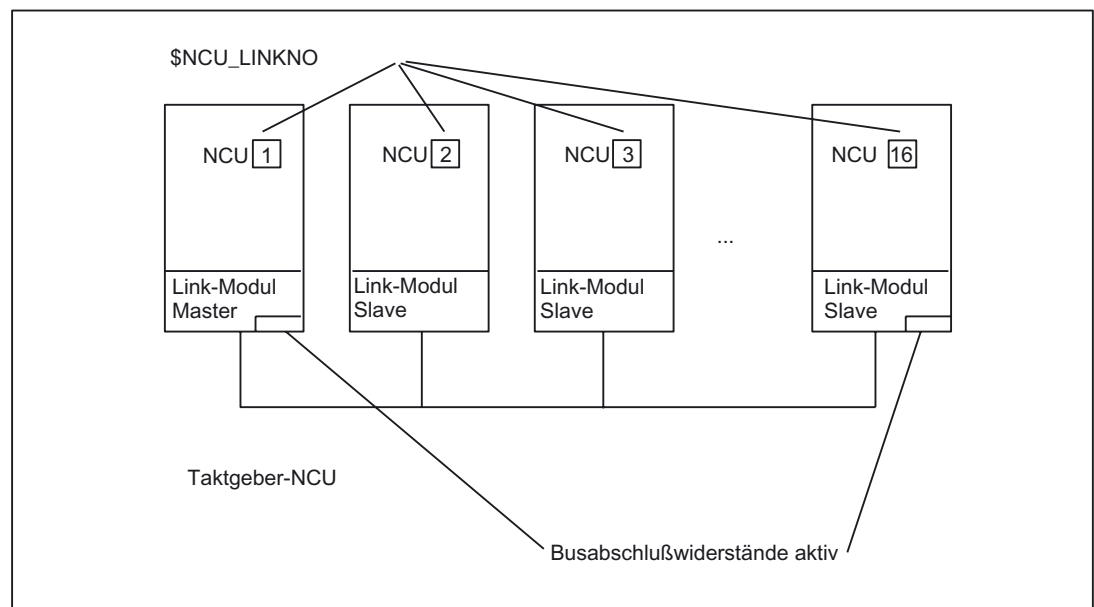 $NCU_LINKNO
NCU 1
NCU 2
NCU 3
NCU 16
...
Link-Modul
Master
Link-Modul
Slave
Link-Modul
Slave
Link-Modul
Slave
Taktgeber-NCU
Busabschlußwiderstände aktiv